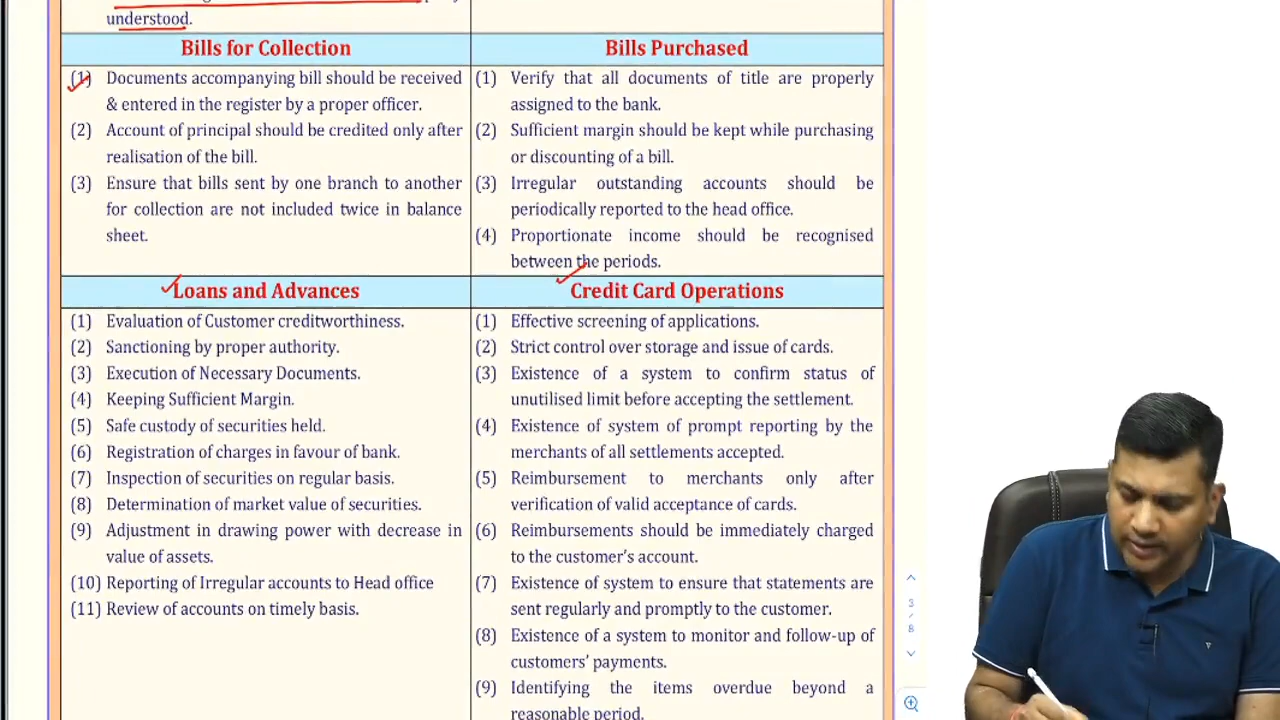 understood.
Bills for Collection
(1) Documents accompanying bill should be received
& entered in the register by a proper officer.
(2) Account of principal should be credited only after
realisation of the bill.
(3) Ensure that bills sent by one branch to another
for collection are not included twice in balance
sheet.
Bills Purchased
(1) Verify that all documents of title are properly
assigned to the bank.
(2) Sufficient margin should be kept while purchasing
or discounting of a bill.
(3) Irregular outstanding accounts should be
periodically reported to the head office.
(4) Proportionate income should be recognised
between the periods.
Loans and Advances
(1) Evaluation of Customer creditworthiness.
(2) Sanctioning by proper authority.
(3) Execution of Necessary Documents.
(4) Keeping Sufficient Margin.
(5) Safe custody of securities held.
(6) Registration of charges in favour of bank.
(7) Inspection of securities on regular basis.
(8) Determination of market value of securities.
(9) Adjustment in drawing power with decrease in
value of assets.
(10) Reporting of Irregular accounts to Head office
(11) Review of accounts on timely basis.
Credit Card Operations
(1) Effective screening of applications.
(2) Strict control over storage and issue of cards.
(3) Existence of a system to confirm status of
unutilised limit before accepting the settlement.
(4) Existence of system of prompt reporting by the
merchants of all settlements accepted.
(5) Reimbursement to merchants only after
verification of valid acceptance of cards.
(6) Reimbursements should be immediately charged
to the customer's account.
(7) Existence of system to ensure that statements are
sent regularly and promptly to the customer.
(8) Existence of a system to monitor and follow-up of
customers' payments.
(9) Identifying the items overdue beyond a
reasonable period.
3
/
8